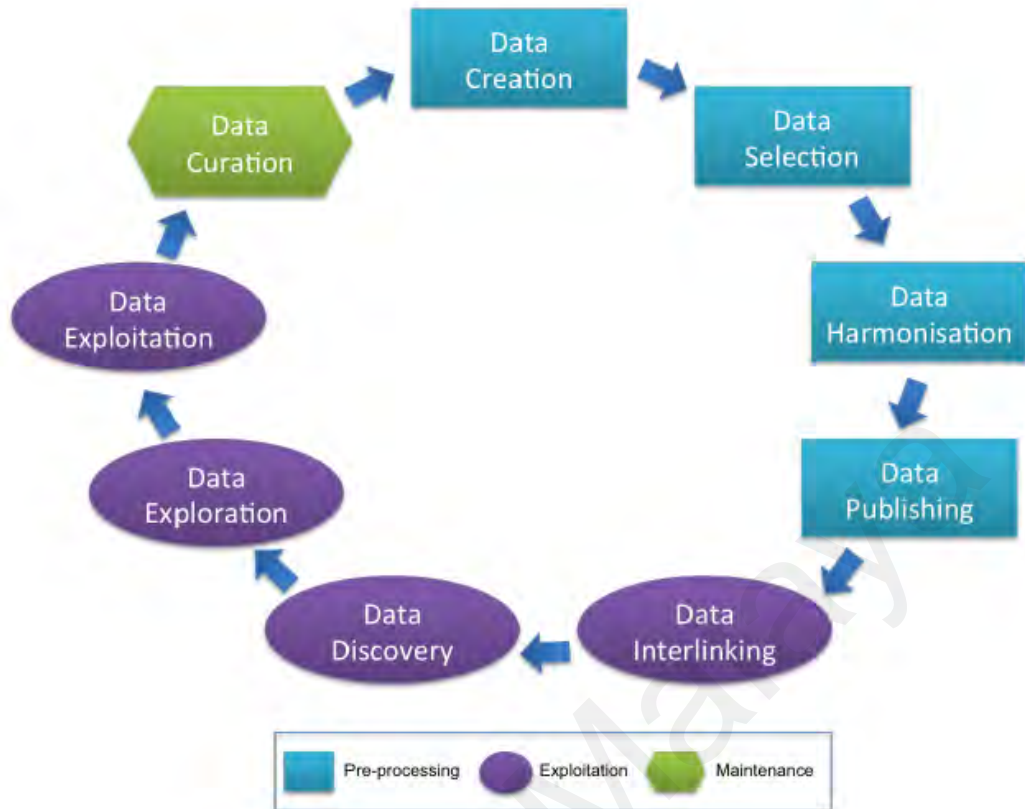 Data
Creation
Data
Selection
Data
Harmonisation
Data
Publishing
Data
Interlinking
Data
Discovery
Data
Exploration
Data
Exploitation
Data
Curation
Pre-processing
Exploitation
Maintenance
Malaya